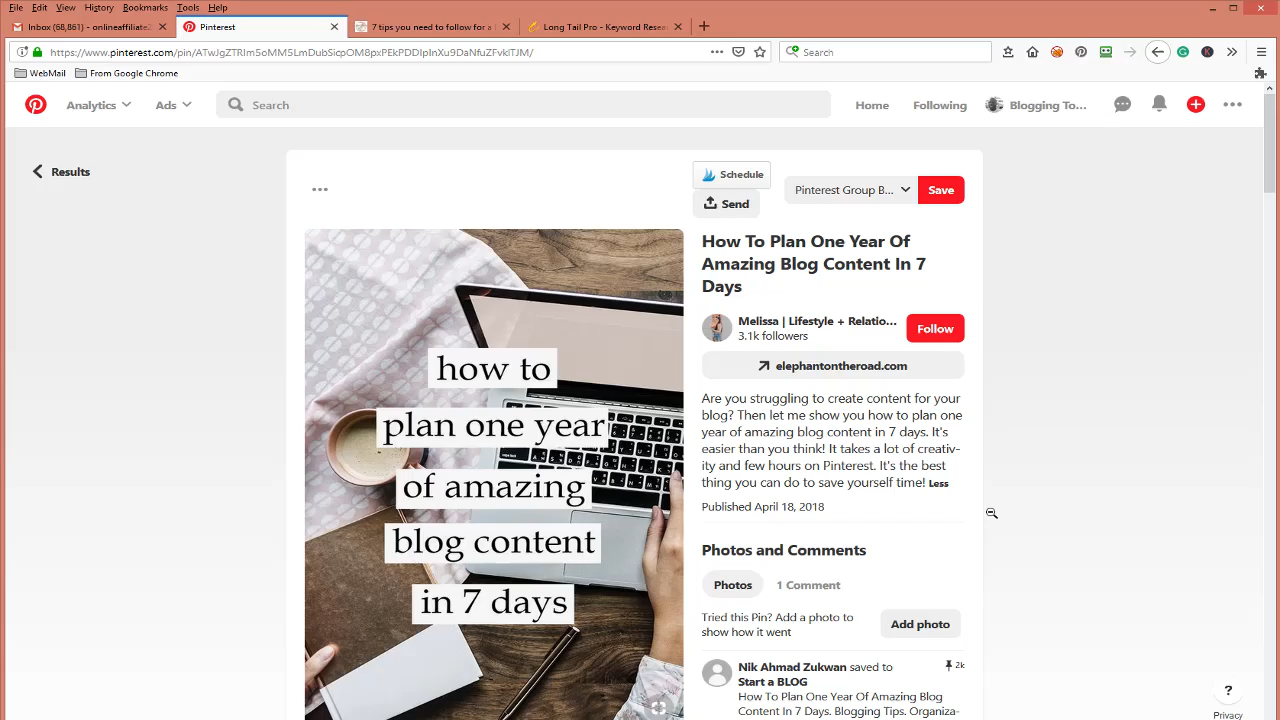 File Edit View History Bookmarks Tools Help
Inbox (68,861) - onlineaffiliate2
Pinterest
7 tips you need to follow for a
Long Tail Pro - Keyword Resea
https://www.pinterest.com/pin/
Search
WebMail
From Google Chrome
Analytics
Ads
Search
Home
Following
Blogging To...
Results
Schedule
Send
Pinterest Group B...
Save
How To Plan One Year Of
Amazing Blog Content In 7
Days
Melissa | Lifestyle + Relatio...
3.1k followers
Follow
elephantontheroad.com
Are you struggling to create content for your
blog? Then let me show you how to plan one
year of amazing blog content in 7 days. It's
easier than you think! It takes a lot of creativ-
ity and few hours on Pinterest. It's the best
thing you can do to save yourself time! Less
Published April 18, 2018
how to
plan one year
of amazing
blog content
in 7 days
Photos and Comments
Photos
1 Comment
Tried this Pin? Add a photo to
show how it went
Add photo
Nik Ahmad Zukwan saved to
Start a BLOG
2k
How To Plan One Year Of Amazing Blog
Content In 7 Days. Blogging Tips. Organiza-
?
Privacy